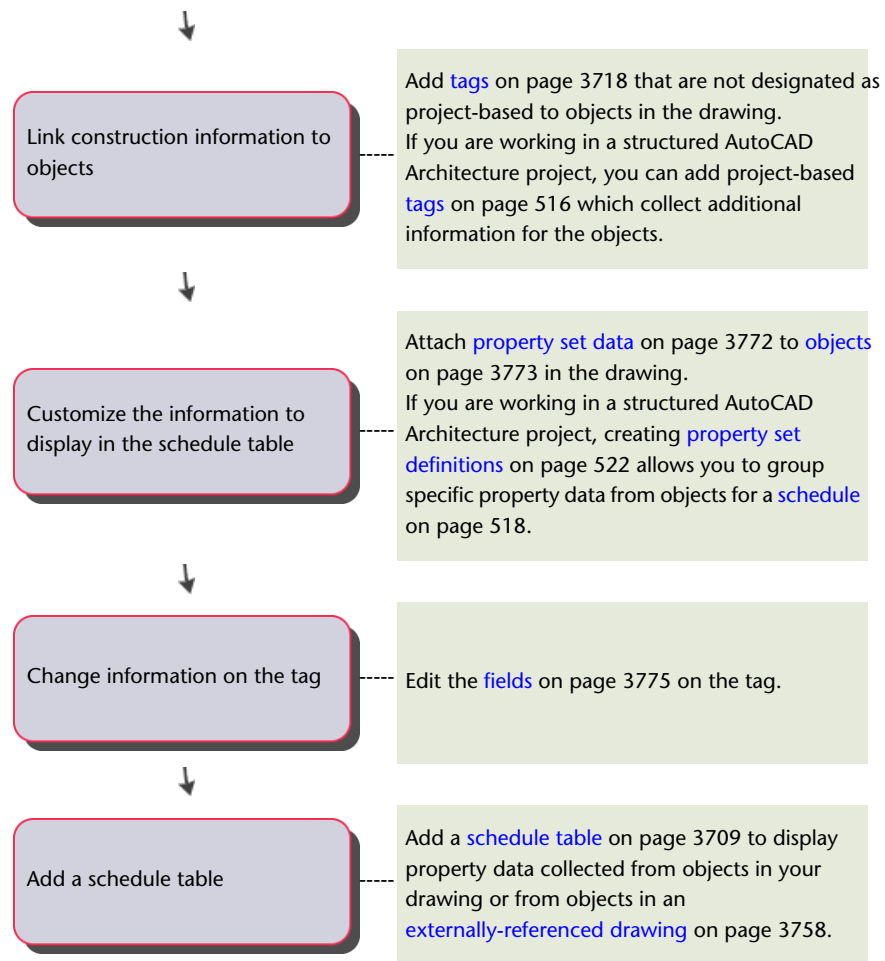 Link construction information to
objects
Add tags on page 3718 that are not designated as
project-based to objects in the drawing.
If you are working in a structured AutoCAD
Architecture project, you can add project-based
tags on page 516 which collect additional
information for the objects.
Customize the information to
display in the schedule table
Attach property set data on page 3772 to objects
on page 3773 in the drawing.
If you are working in a structured AutoCAD
Architecture project, creating property set
definitions on page 522 allows you to group
specific property data from objects for a schedule
on page 518.
Change information on the tag
Edit the fields on page 3775 on the tag.
Add a schedule table
Add a schedule table on page 3709 to display
property data collected from objects in your
drawing or from objects in an
externally-referenced drawing on page 3758.